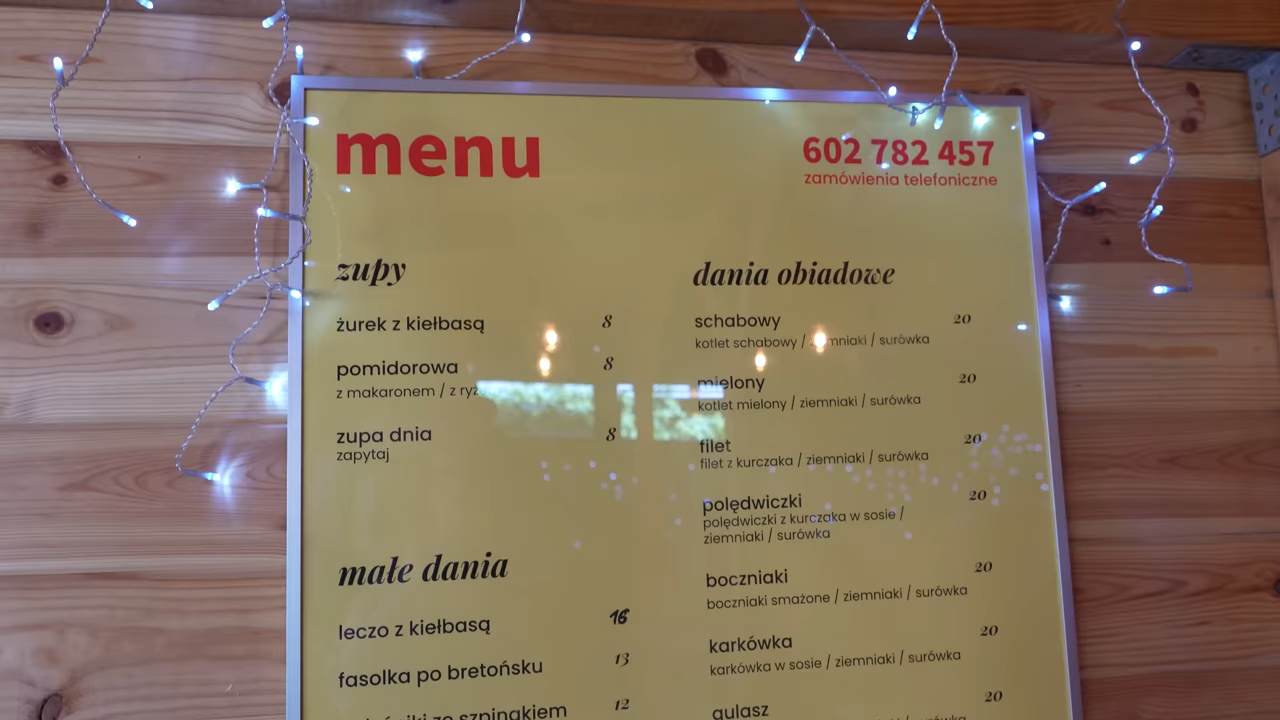 menu
602 782 457
zamówienia telefoniczne
zupy
żurek z kiełbasą 8
pomidorowa 8
z makaronem / z
zupa dnia 8
zapytaj
małe dania
leczo z kiełbasą 16
fasolka po bretońsku 13
ze szpinakiem 12
dania obiadowe
schabowy 20
kotlet schabowy / ziemniaki / surówka
mielony 20
kotlet mielony / ziemniaki / surówka
filet 20
filet z kurczaka / ziemniaki / surówka
polędwiczki 20
polędwiczki z kurczaka w sosie /
ziemniaki / surówka
boczniaki 20
boczniaki smażone / ziemniaki / surówka
karkówka 20
karkówka w sosie / ziemniaki / surówka
gulasz 20